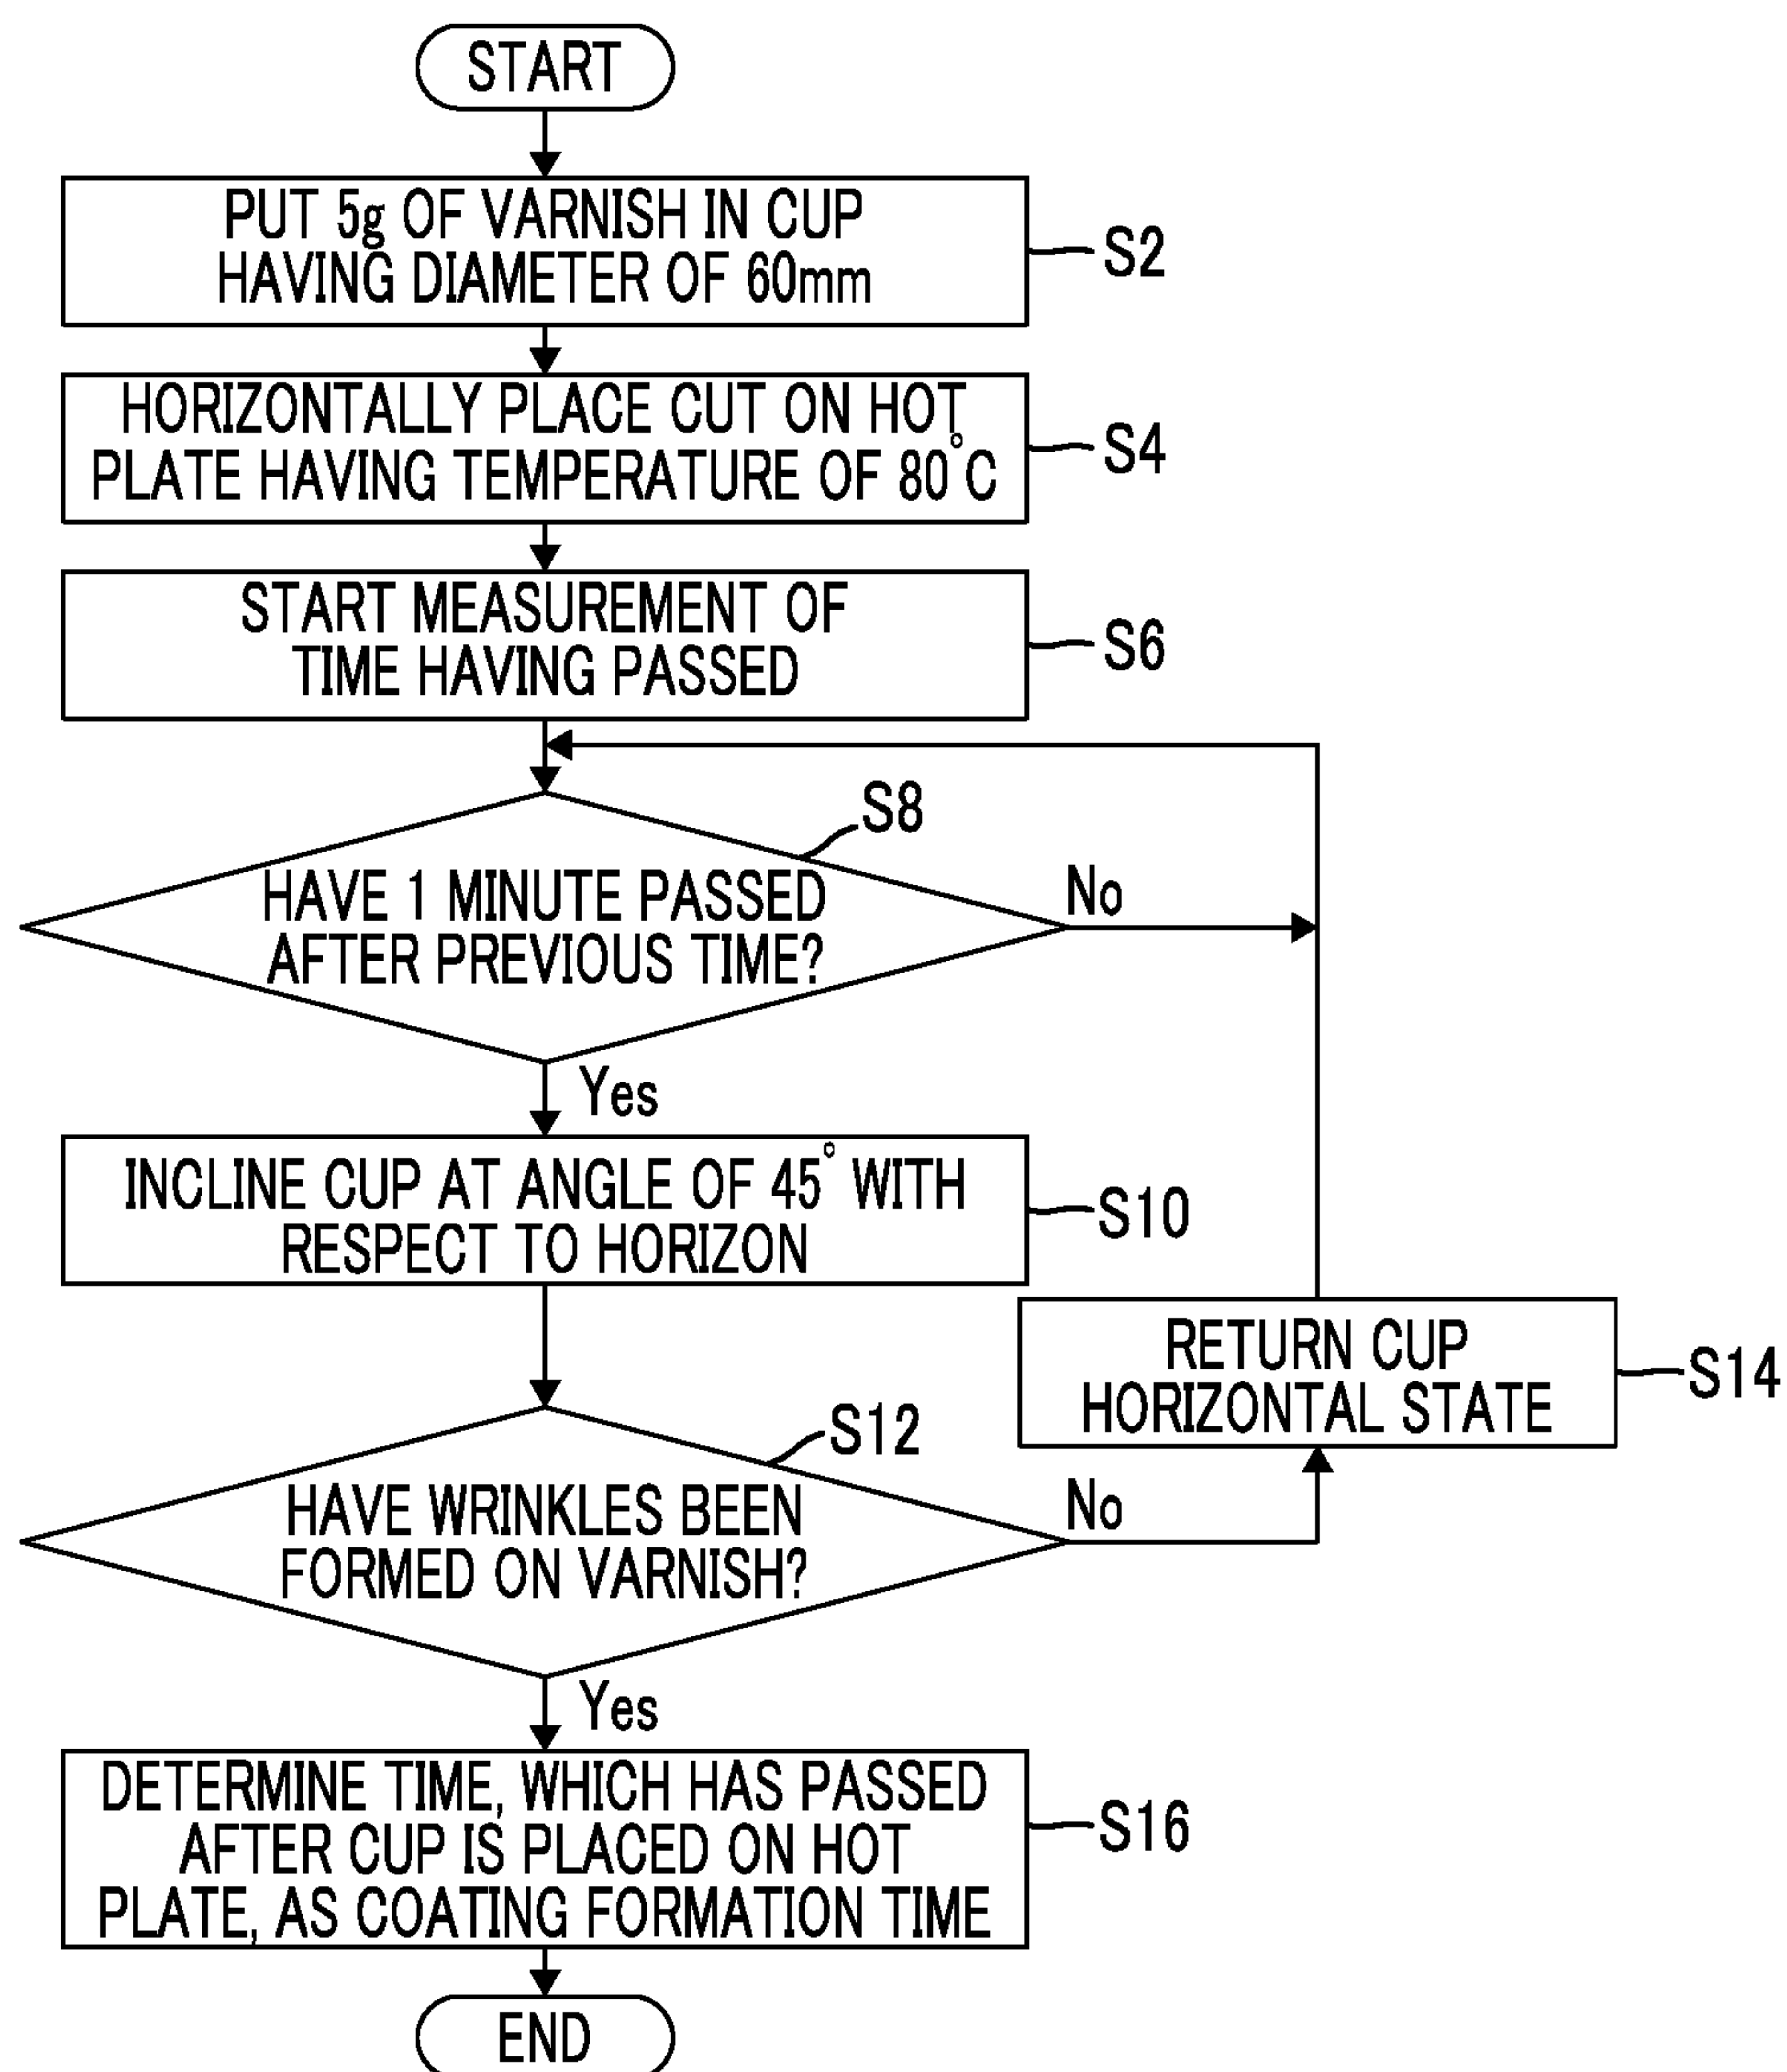 START
PUT 5g OF VARNISH IN CUP
HAVING DIAMETER OF 60mm
S2
HORIZONTALLY PLACE CUT ON HOT
PLATE HAVING TEMPERATURE OF 80°C
S4
START MEASUREMENT OF
TIME HAVING PASSED
S6
S8
HAVE 1 MINUTE PASSED
AFTER PREVIOUS TIME?
No
Yes
INCLINE CUP AT ANGLE OF 45° WITH
RESPECT TO HORIZON
S10
RETURN CUP
HORIZONTAL STATE
S14
S12
HAVE WRINKLES BEEN
FORMED ON VARNISH?
No
Yes
DETERMINE TIME, WHICH HAS PASSED
AFTER CUP IS PLACED ON HOT
PLATE, AS COATING FORMATION TIME
S16
END